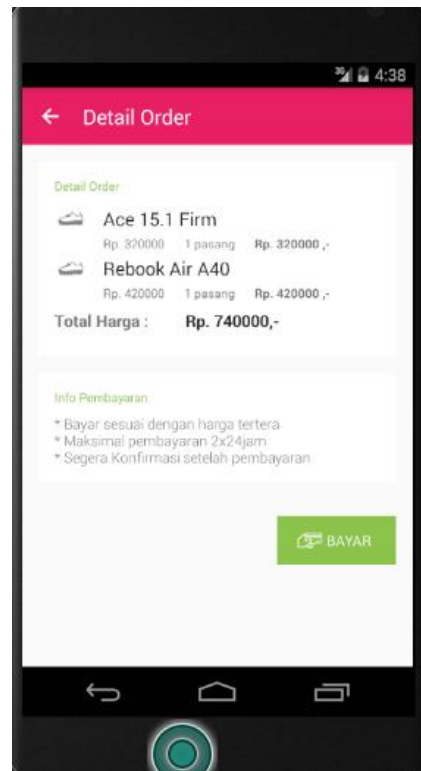 3G 4:38
Detail Order
Detail Order
Ace 15.1 Firm
Rp. 320000 1 pasang Rp. 320000 ,-
Rebook Air A40
Rp. 420000 1 pasang Rp. 420000 ,-
Total Harga : Rp. 740000,-
Info Pembayaran
* Bayar sesuai dengan harga tertera
* Maksimal pembayaran 2x24jam
* Segera Konfirmasi setelah pembayaran
BAYAR